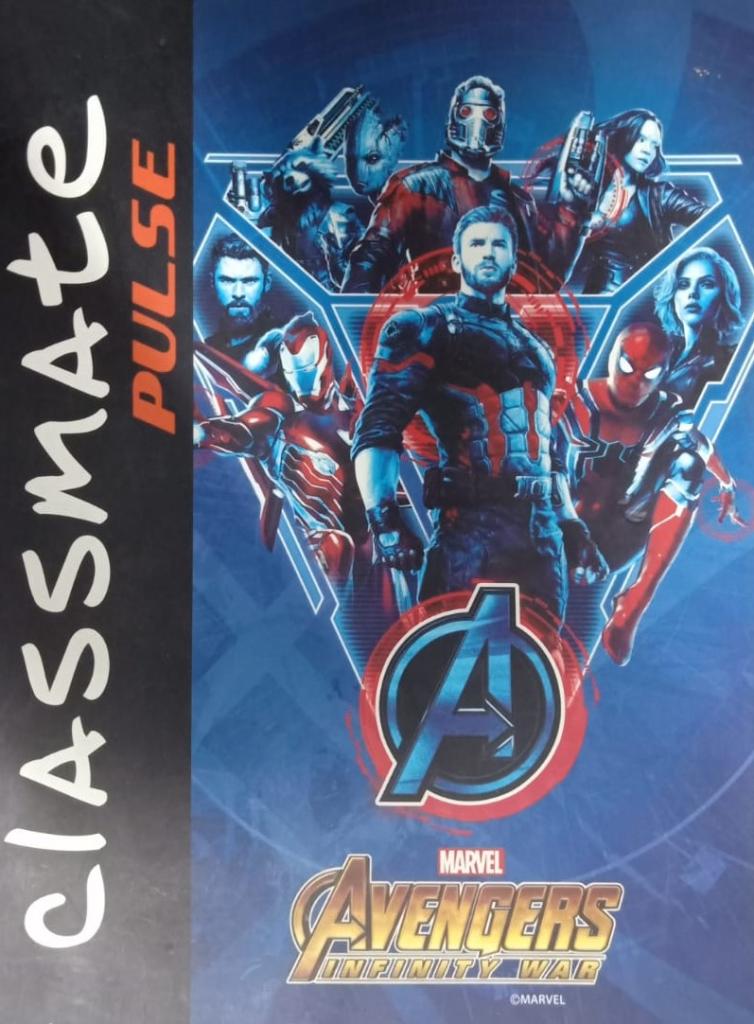 classmate
PULSE
MARVEL
AVENGERS
INFINITY WAR
©MARVEL